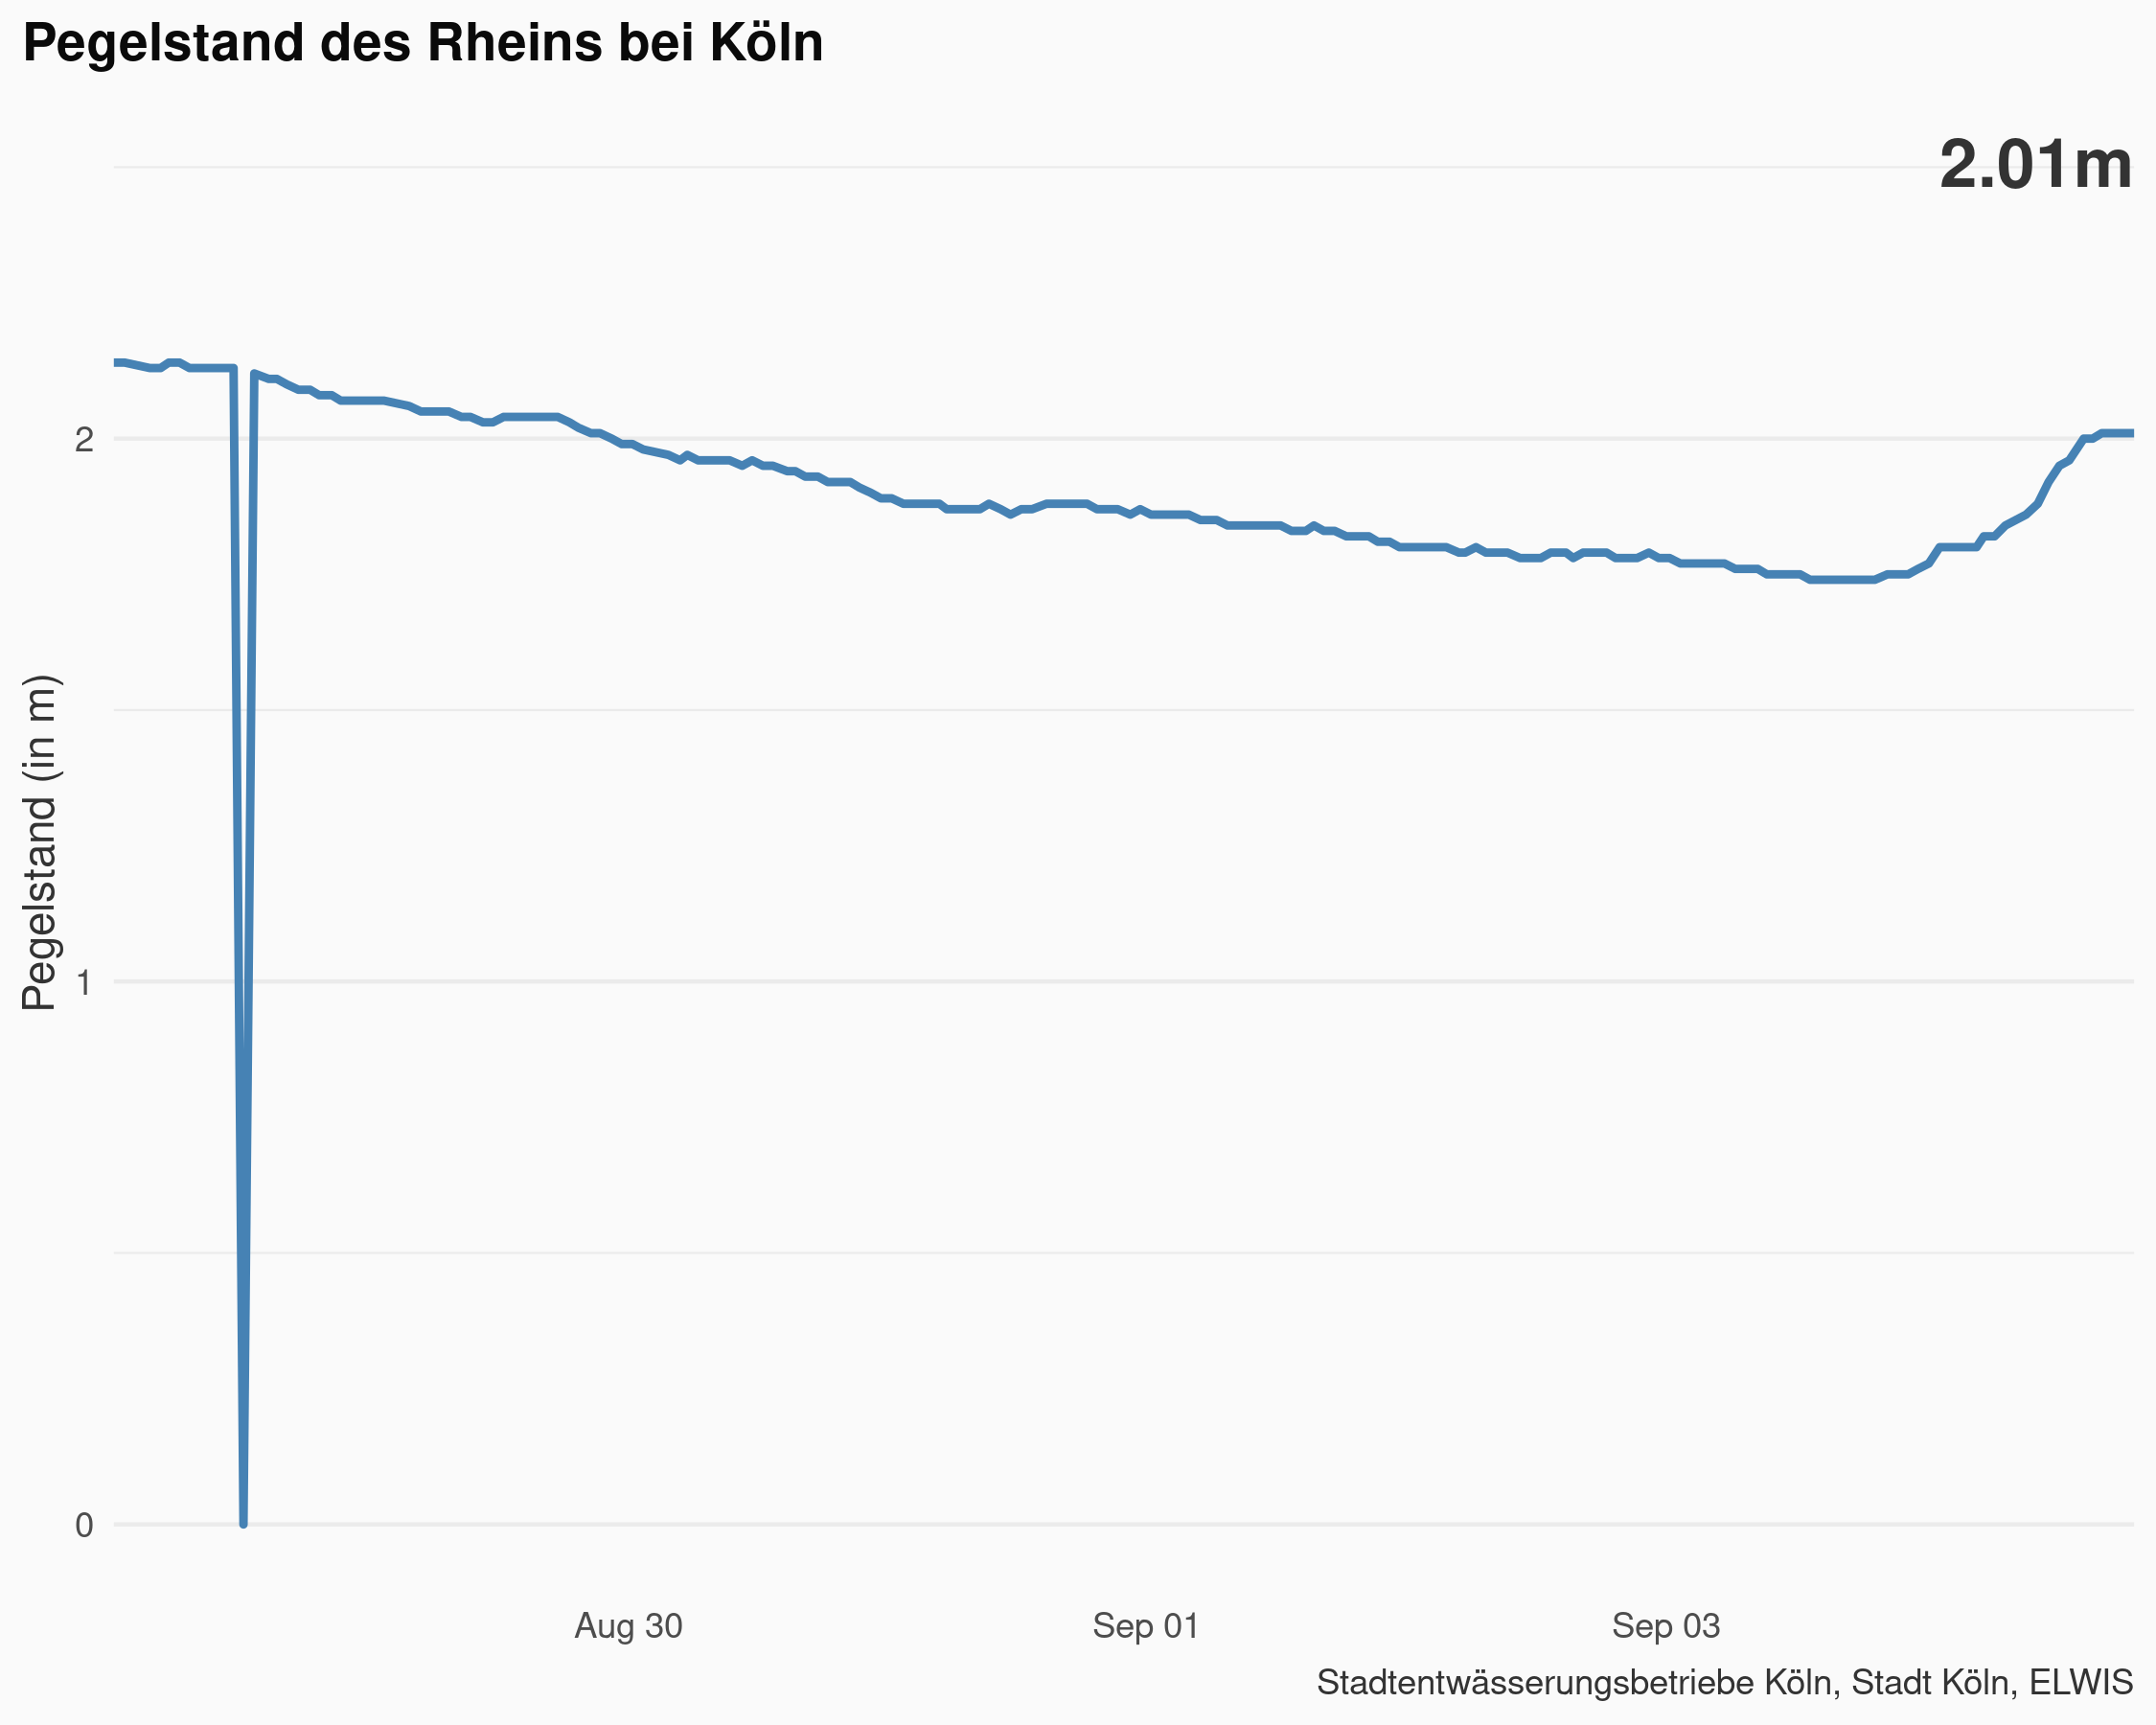 Pegelstand des Rheins bei Köln
2.01m
Pegelstand (in m)
2
1
0
Aug 30
Sep 01
Sep 03
Stadtentwässerungsbetriebe Köln, Stadt Köln, ELWIS